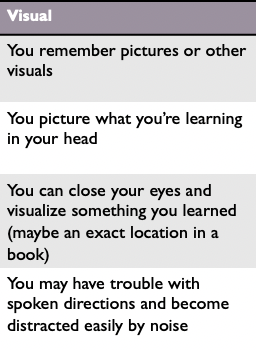 Visual
You remember pictures or other
visuals
You picture what you're learning
in your head
You can close your eyes and
visualize something you learned
(maybe an exact location in a
book)
You may have trouble with
spoken directions and become
distracted easily by noise